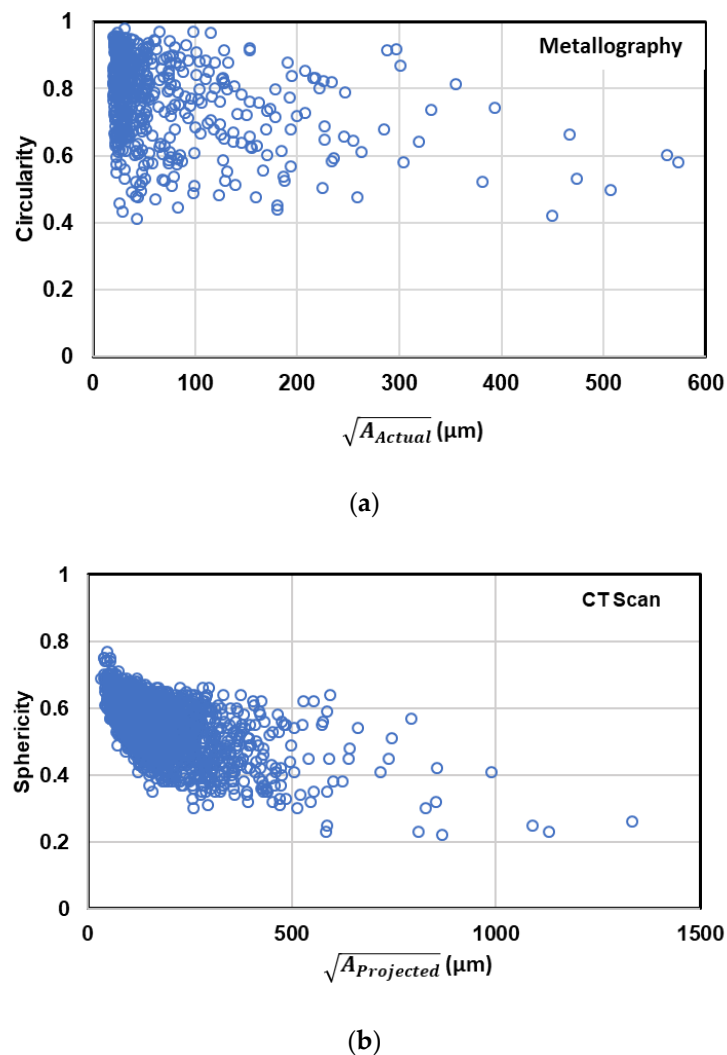 1
Metallography
0.8
0.6
Circularity
0.4
0.2
0
0 100 200 300 400 500 600
√A_Actual (µm)
(a)
1
CT Scan
0.8
0.6
Sphericity
0.4
0.2
0
0 500 1000 1500
√A_Projected (µm)
(b)